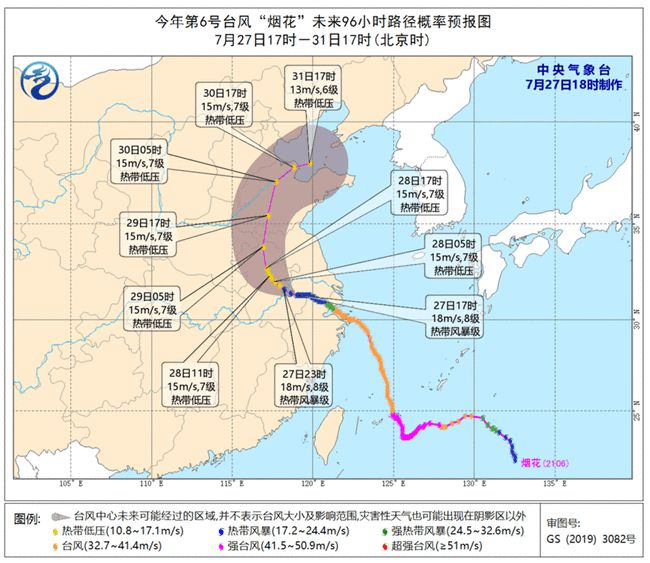 今年第6号台风“烟花”未来96小时路径概率预报图
7月27日17时－31日17时(北京时)
中央气象台
7月27日18时制作
31日17时
13m/s,6级
热带低压
30日17时
15m/s,7级
热带低压
30日05时
15m/s,7级
热带低压
28日17时
15m/s,7级
热带低压
29日17时
15m/s,7级
热带低压
28日05时
15m/s,7级
热带低压
29日05时
15m/s,7级
热带低压
27日17时
18m/s,8级
热带风暴级
28日11时
15m/s,7级
热带低压
27日23时
18m/s,8级
热带风暴级
烟花(2106)
40°N
35°N
30°N
25°N
105°E
110°E
115°E
120°E
125°E
130°E
135°E
图例:
台风中心未来可能经过的区域,并不表示台风大小及影响范围,灾害性天气也可能出现在阴影区以外
热带低压(10.8~17.1m/s)
热带风暴(17.2~24.4m/s)
强热带风暴(24.5~32.6m/s)
台风(32.7~41.4m/s)
强台风(41.5~50.9m/s)
超强台风(≥51m/s)
审图号:
GS (2019) 3082号